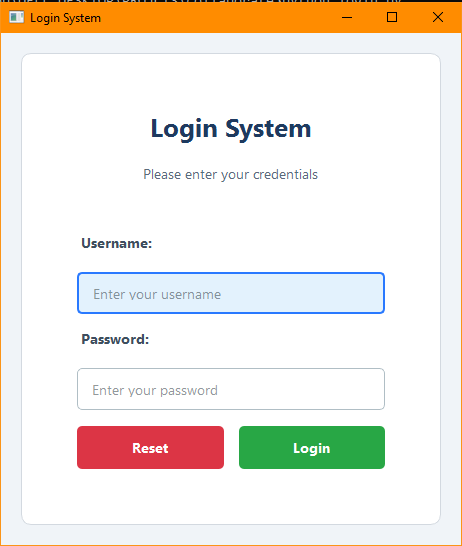 Login System
Login System
Please enter your credentials
Username:
Enter your username
Password:
Enter your password
Reset
Login